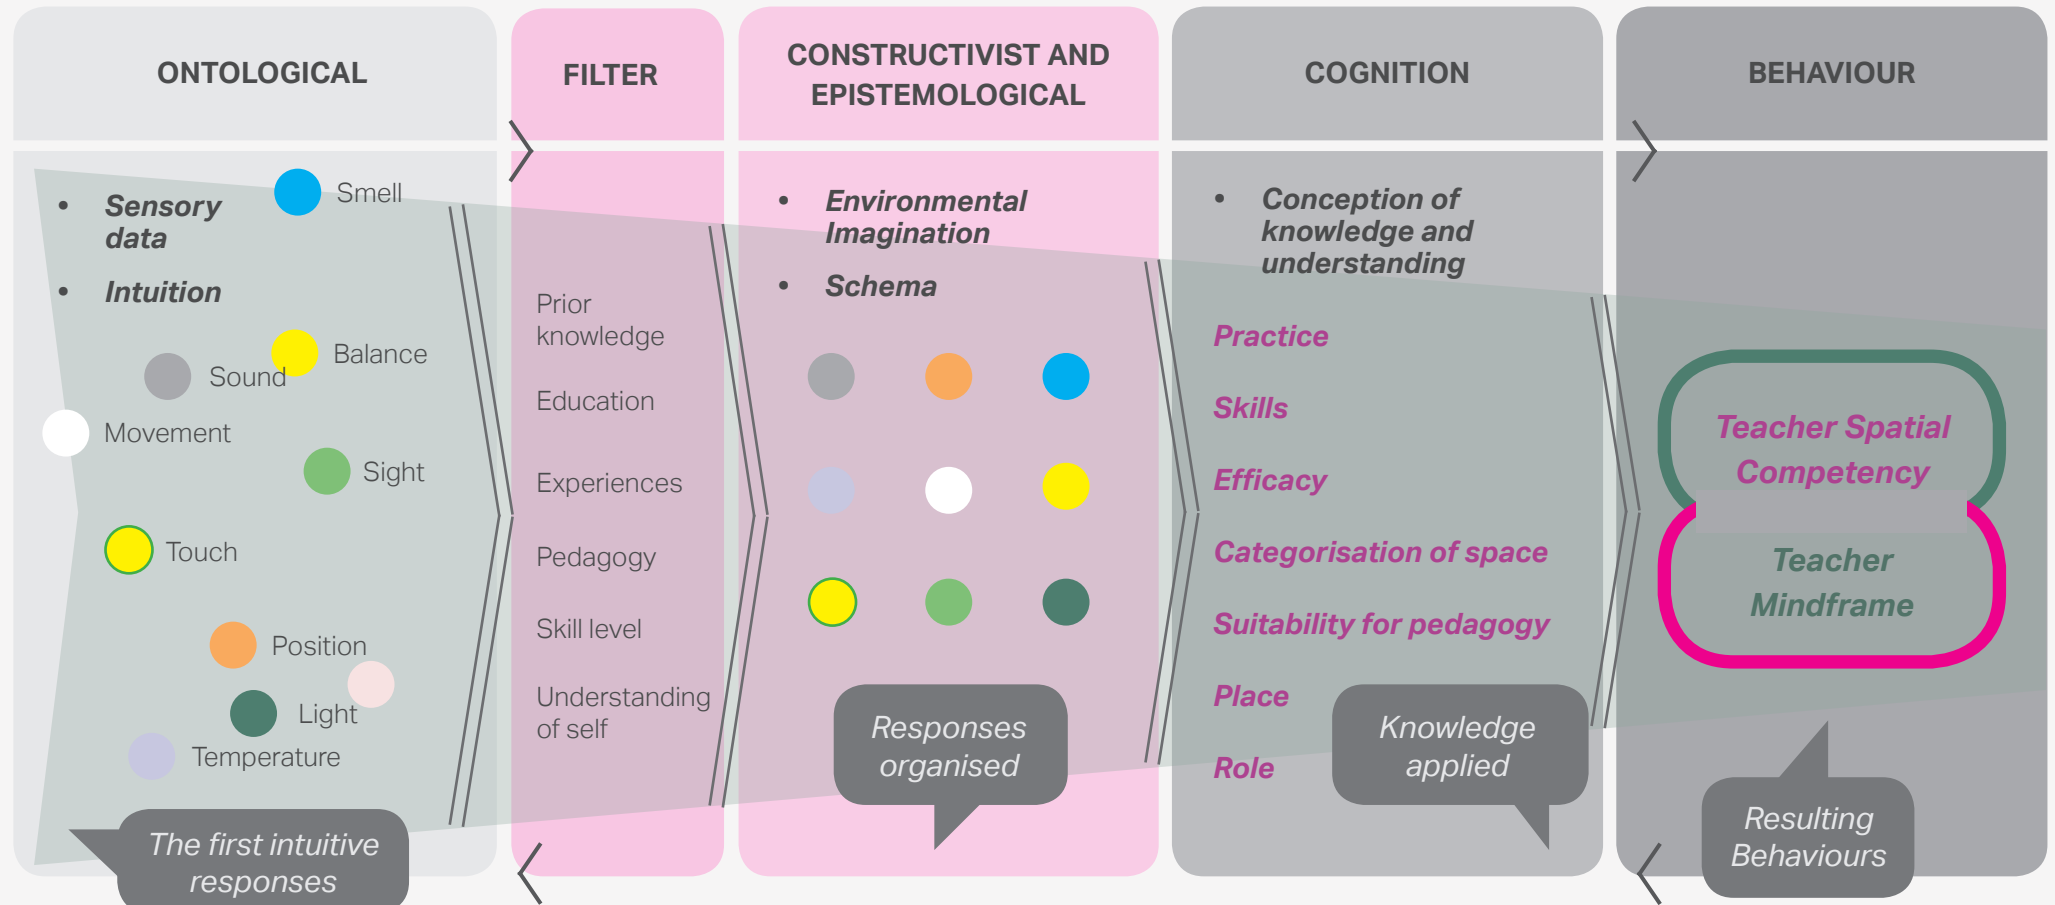 ONTOLOGICAL
FILTER
CONSTRUCTIVIST AND
EPISTEMOLOGICAL
COGNITION
BEHAVIOUR
• Sensory
data
• Intuition
Smell
Balance
Sound
Movement
Sight
Touch
Position
Light
Temperature
The first intuitive
responses
Prior
knowledge
Education
Experiences
Pedagogy
Skill level
Understanding
of self
• Environmental
Imagination
• Schema
Responses
organised
• Conception of
knowledge and
understanding
Practice
Skills
Efficacy
Categorisation of space
Suitability for pedagogy
Place
Role
Knowledge
applied
Teacher Spatial
Competency
Teacher
Mindframe
Resulting
Behaviours